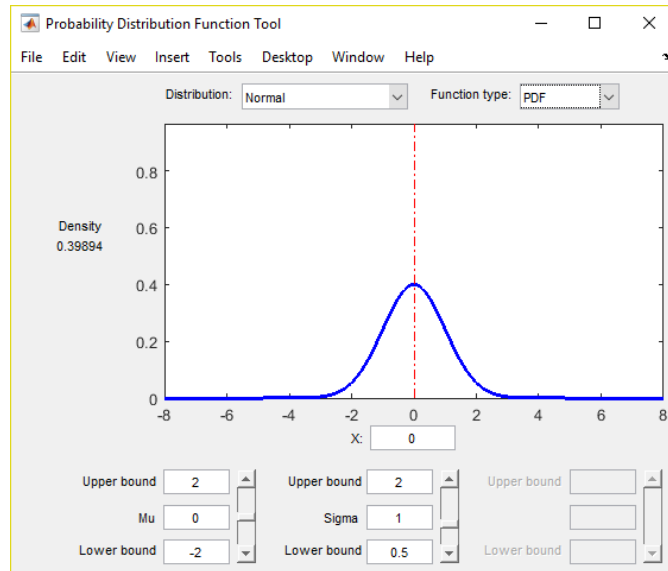 Probability Distribution Function Tool
File Edit View Insert Tools Desktop Window Help
Distribution: Normal Function type: PDF
0.8
0.6
Density
0.39894
0.4
0.2
0
-8 -6 -4 -2 0 2 4 6 8
X: 0
Upper bound 2 Upper bound 2 Upper bound
Mu 0 Sigma 1
Lower bound -2 Lower bound 0.5 Lower bound